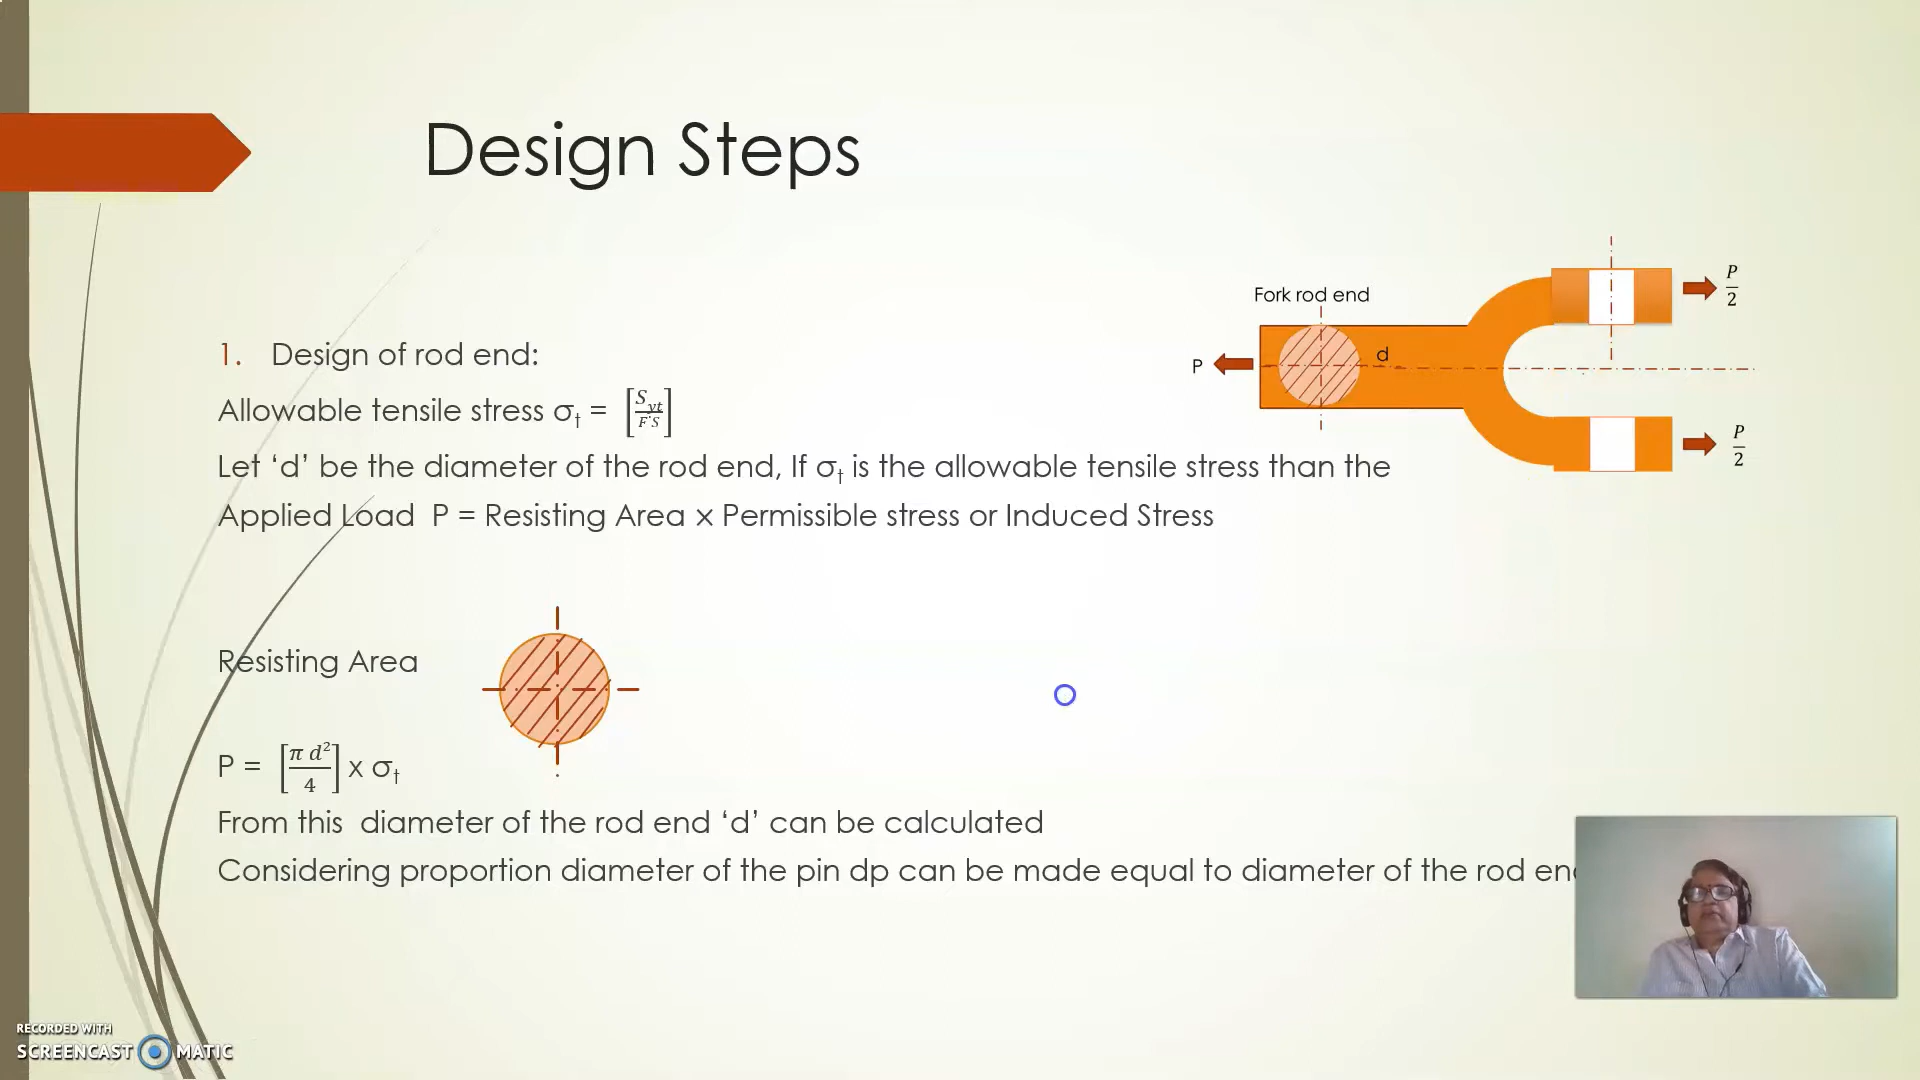 Design Steps
Fork rod end
P/2
P
d
P/2
1. Design of rod end:
Allowable tensile stress σt = [Syt/F.S]
Let ‘d’ be the diameter of the rod end, If σt is the allowable tensile stress than the
Applied Load P = Resisting Area x Permissible stress or Induced Stress
Resisting Area
P = [π d²/4] x σt
From this diameter of the rod end ‘d’ can be calculated
Considering proportion diameter of the pin dp can be made equal to diameter of the rod
RECORDED WITH
SCREENCAST MATIC